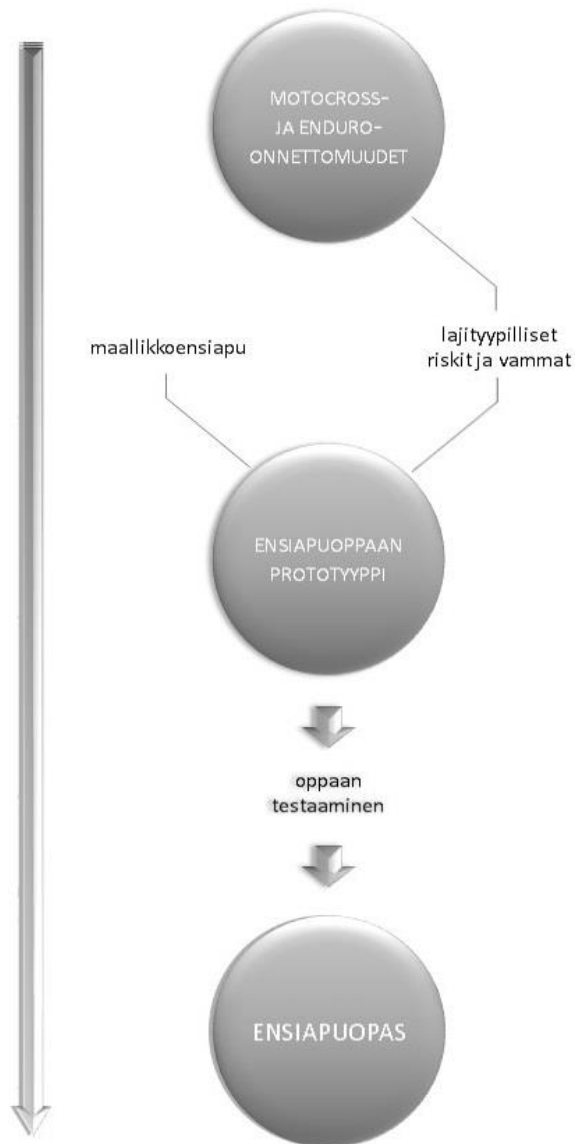 MOTOCROSS-
JA ENDURO-
ONNETTOMUUDET
maallikkoensiapu
lajityypilliset
riskit ja vammat
ENSIAPUOPPAAN
PROTOTYYPPI
oppaan
testaaminen
ENSIAPUOPAS